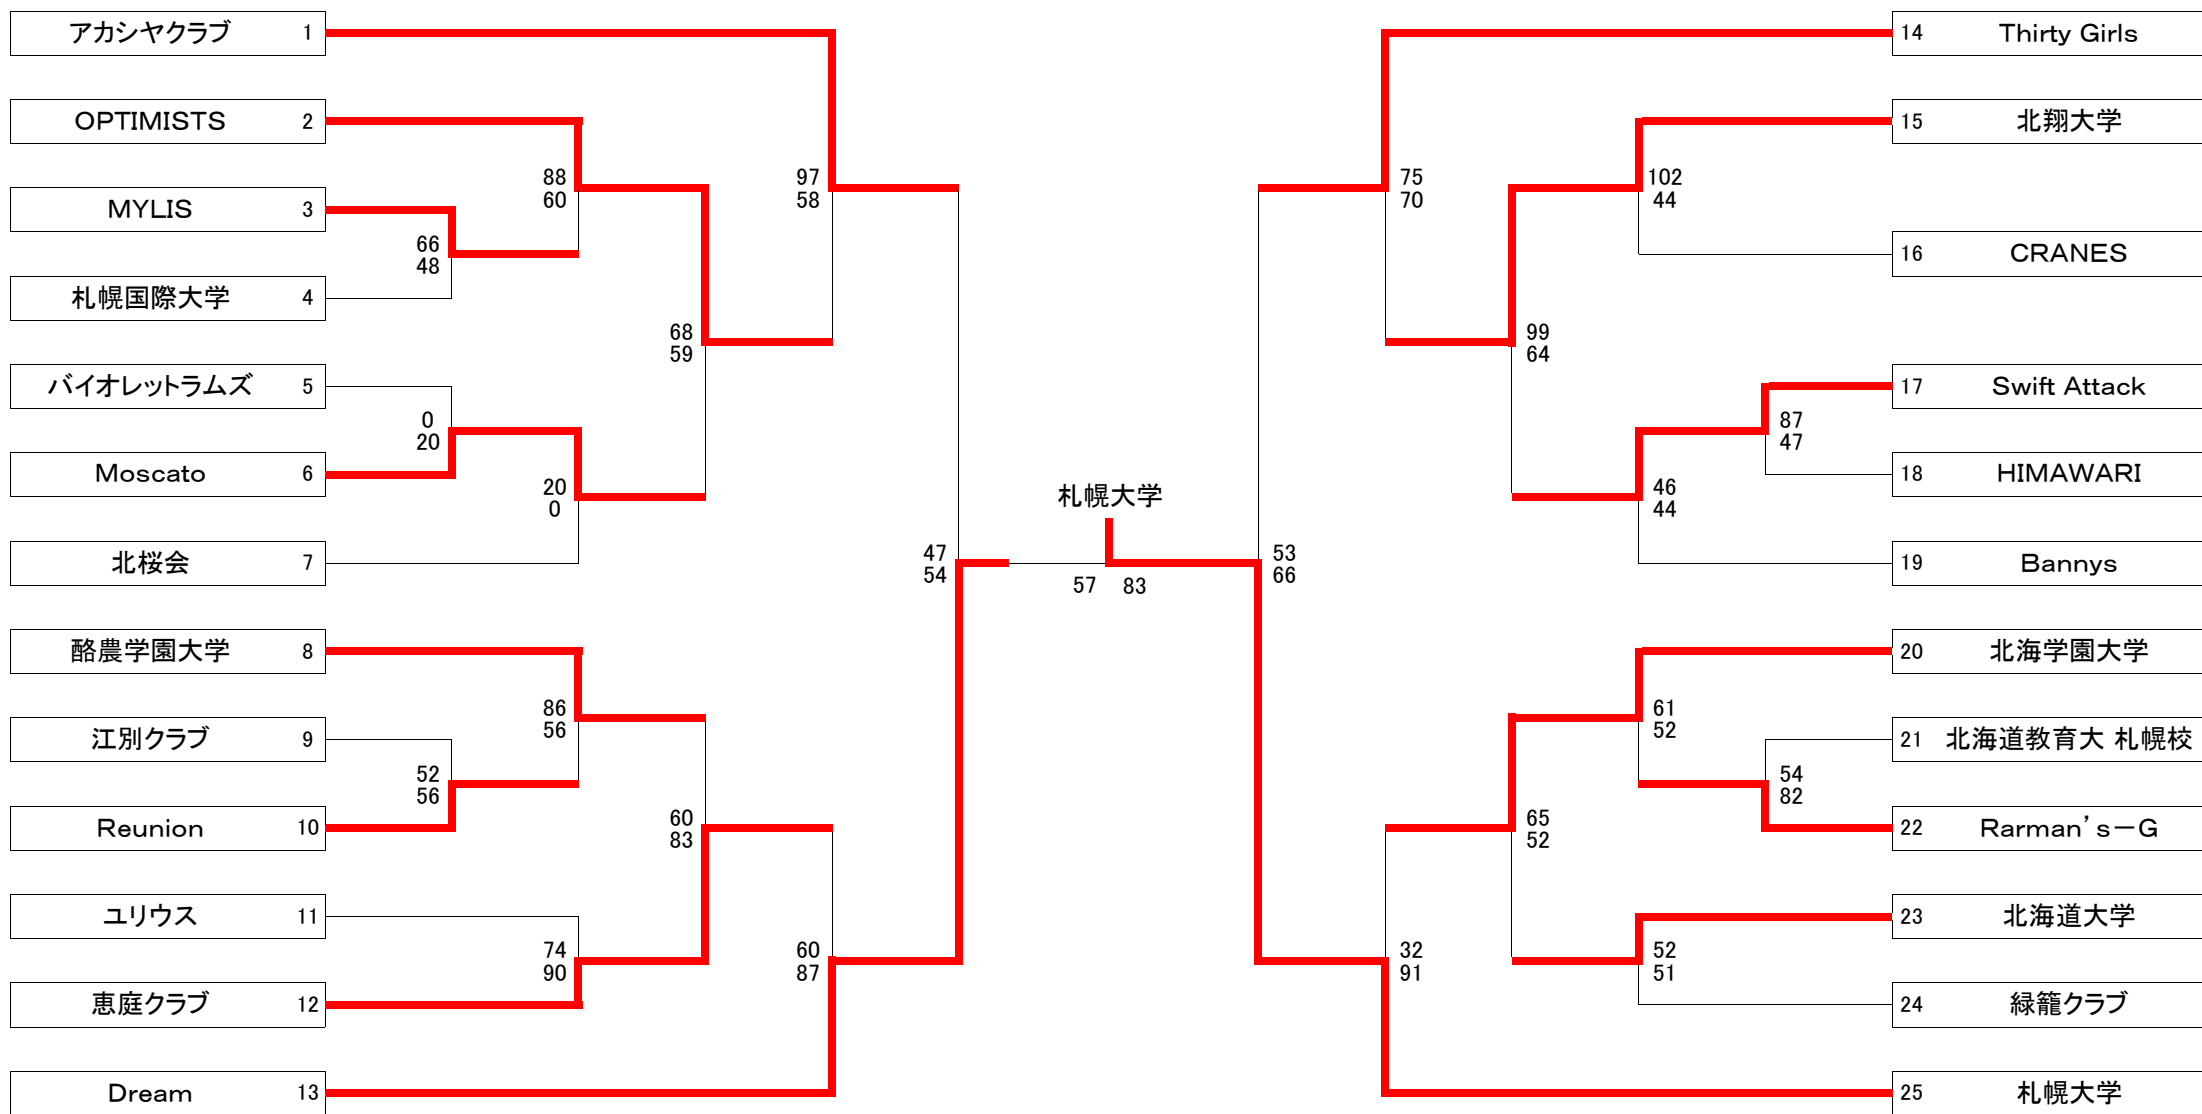 アカシヤクラブ 1
OPTIMISTS 2
MYLIS 3
札幌国際大学 4
バイオレットラムズ 5
Moscato 6
北桜会 7
酪農学園大学 8
江別クラブ 9
Reunion 10
ユリウス 11
恵庭クラブ 12
Dream 13
66
48
0
20
52
56
88
60
20
0
86
56
74
90
68
59
60
83
97
58
60
87
47
54
札幌大学
57 83
53
66
75
70
32
91
99
64
65
52
102
44
46
44
61
52
52
51
87
47
54
82
14 Thirty Girls
15 北翔大学
16 CRANES
17 Swift Attack
18 HIMAWARI
19 Bannys
20 北海学園大学
21 北海道教育大 札幌校
22 Rarman’s－G
23 北海道大学
24 緑籠クラブ
25 札幌大学